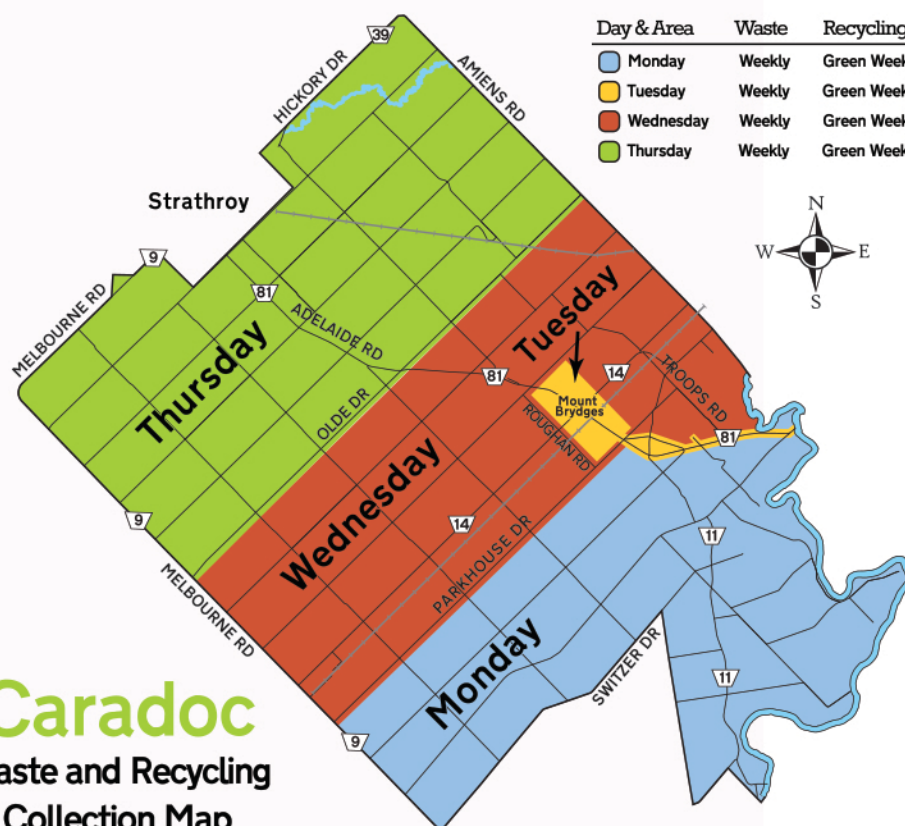 Day & Area Waste Recycling
Monday Weekly Green Week
Tuesday Weekly Green Week
Wednesday Weekly Green Week
Thursday Weekly Green Week
39
HICKORY DR
AMIENS RD
Strathroy
N
W E
S
9
MELBOURNE RD
81
ADELAIDE RD
Thursday
OLDE DR
Tuesday
81
14
Mount
Brydges
TROOPS RD
ROUGHAN RD
81
Wednesday
9
14
11
PARKHOUSE DR
MELBOURNE RD
Monday
SWITZER DR
11
9
Caradoc
aste and Recycling
Collection Map